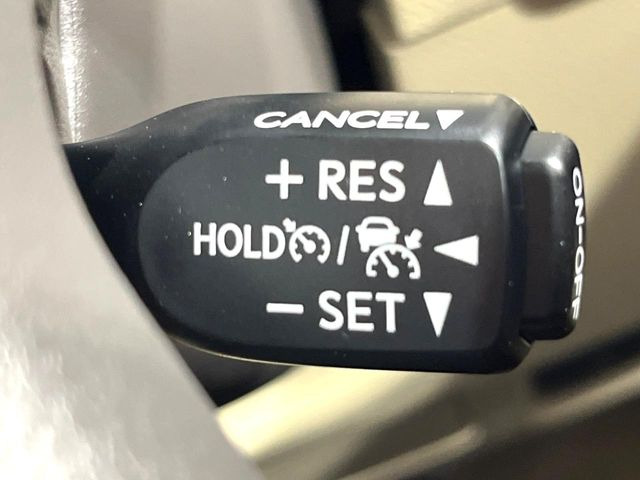 CANCEL▼
+ RES ▲
HOLD / ◀
− SET ▼
ON-OFF